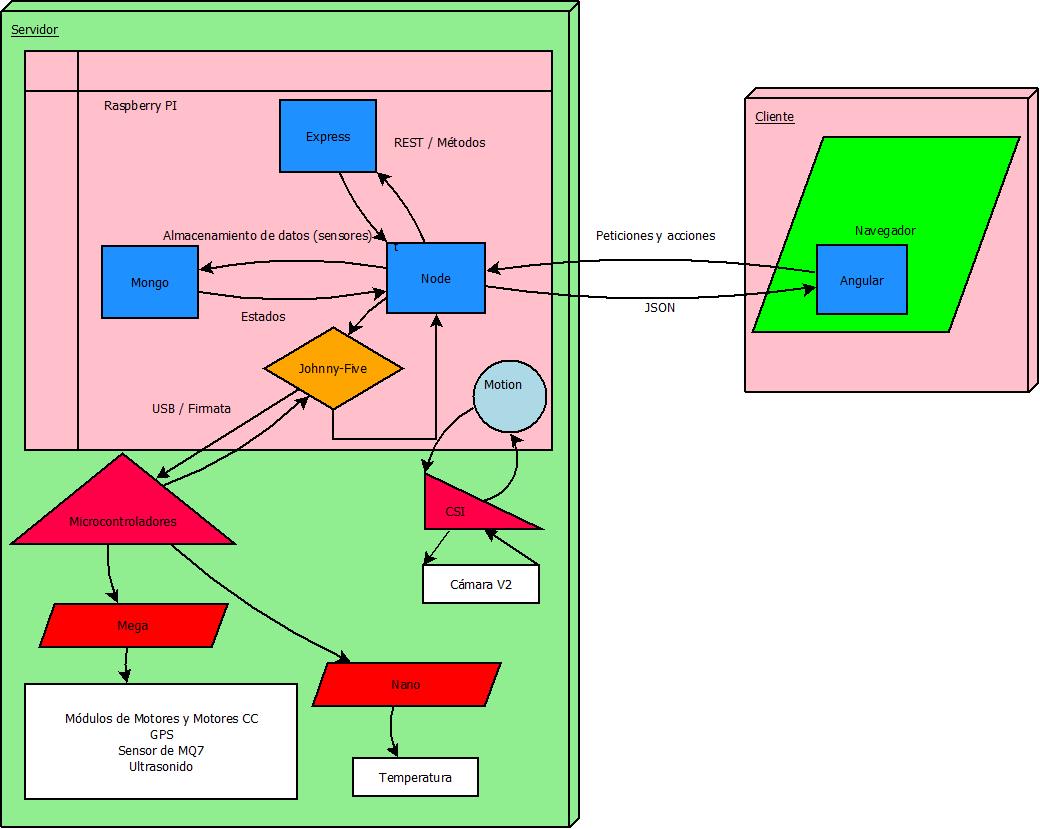 Servidor
Raspberry PI
Cliente
Express
REST / Métodos
Navegador
Almacenamiento de datos (sensores)
t
Peticiones y acciones
Mongo
Node
Angular
Estados
JSON
Johnny-Five
Motion
USB / Firmata
CSI
Microcontroladores
Cámara V2
Mega
Nano
Módulos de Motores y Motores CC
GPS
Sensor de MQ7
Ultrasonido
Temperatura